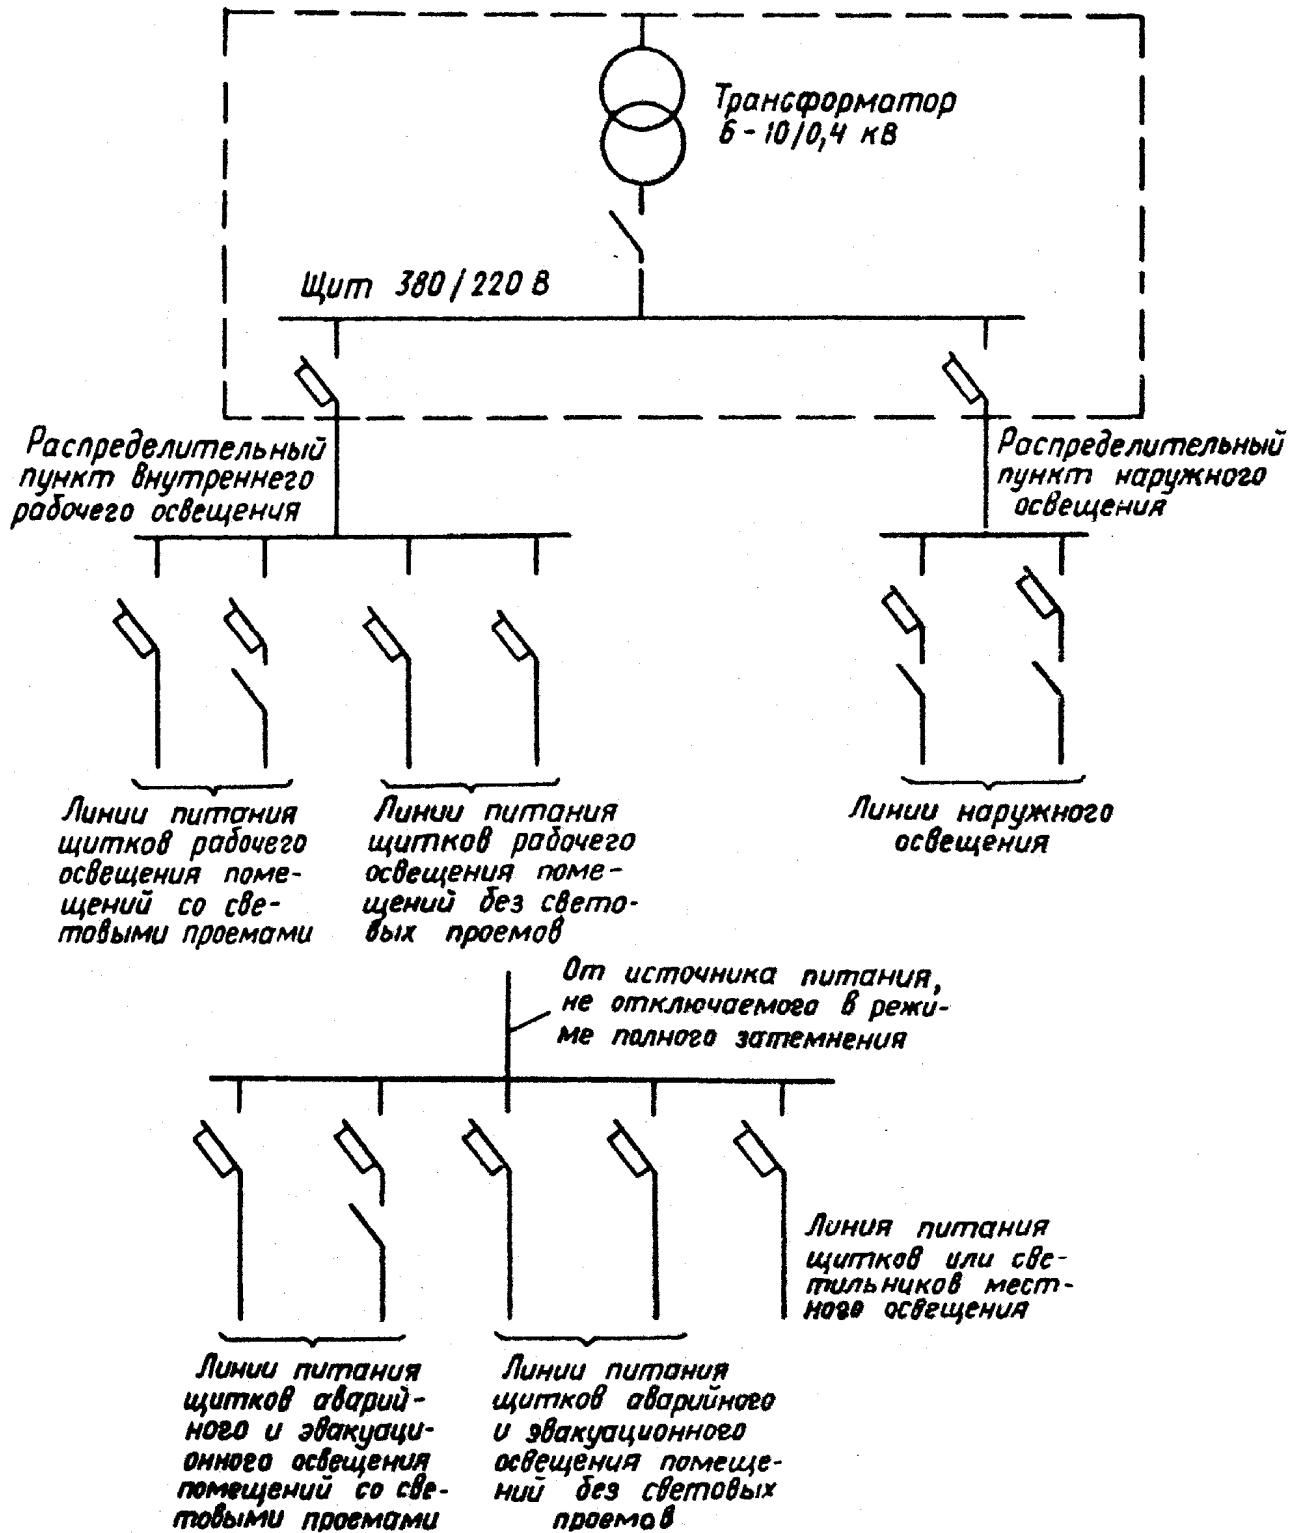 Трансформатор
6-10/0,4 кВ
Щит 380/220 В
Распределительный
пункт внутреннего
рабочего освещения
Распределительный
пункт наружного
освещения
Линии питания
щитков рабочего
освещения поме-
щений со све-
товыми проемами
Линии питания
щитков рабочего
освещения поме-
щений без свето-
вых проемов
Линии наружного
освещения
От источника питания,
не отключаемого в режи-
ме полного затемнения
Линия питания
щитков или све-
тильников мест-
ного освещения
Линии питания
щитков аварий-
ного и эвакуаци-
онного освещения
помещений со све-
товыми проемами
Линии питания
щитков аварийного
и эвакуационного
освещения помеще-
ний без световых
проемов